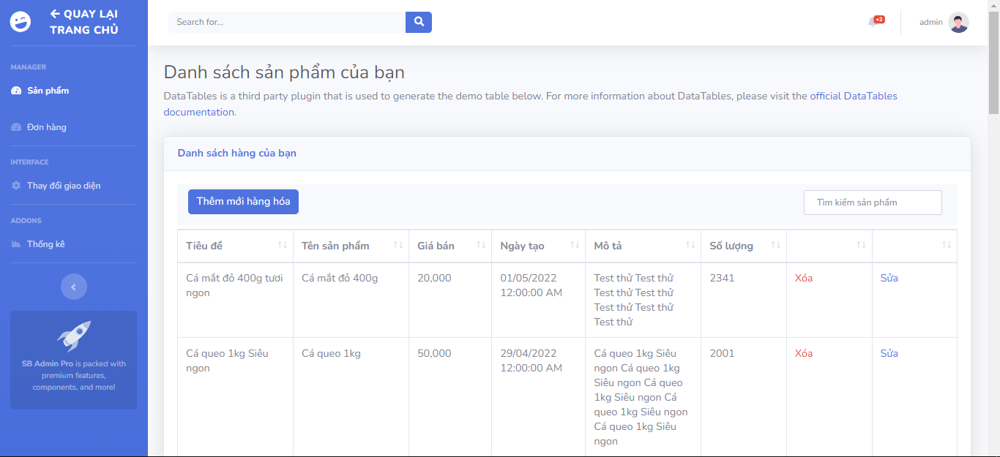 ← QUAY LẠI
TRANG CHỦ
MANAGER
Sản phẩm
Đơn hàng
INTERFACE
Thay đổi giao diện
ADDONS
Thống kê
SB Admin Pro is packed with
premium features,
components, and more!
Search for...
+2
admin
Danh sách sản phẩm của bạn
DataTables is a third party plugin that is used to generate the demo table below. For more information about DataTables, please visit the official DataTables
documentation.
Danh sách hàng của bạn
Thêm mới hàng hóa
Tìm kiếm sản phẩm
Tiêu đề Tên sản phẩm Giá bán Ngày tạo Mô tả Số lượng
Cá mắt đỏ 400g tươi Cá mắt đỏ 400g 20,000 01/05/2022 Test thử Test thử 2341 Xóa Sửa
ngon 12:00:00 AM Test thử Test thử
Test thử Test thử
Test thử
Cá queo 1kg Siêu Cá queo 1kg 50,000 29/04/2022 Cá queo 1kg Siêu 2001 Xóa Sửa
ngon 12:00:00 AM ngon Cá queo 1kg
Siêu ngon Cá queo
1kg Siêu ngon Cá
queo 1kg Siêu ngon
Cá queo 1kg Siêu
ngon